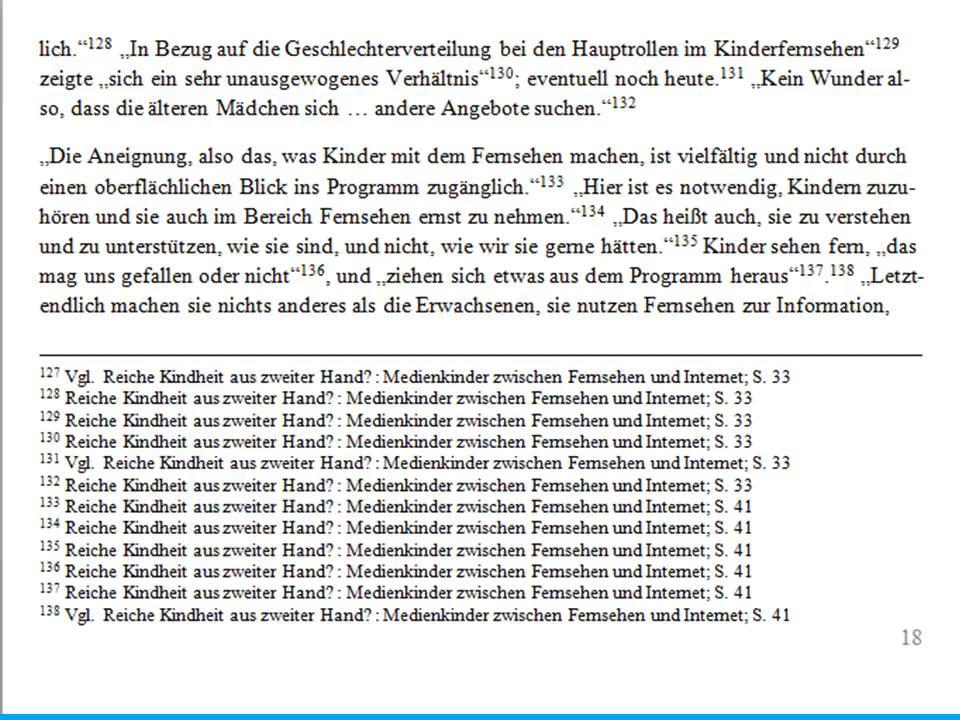 lich.“128 „In Bezug auf die Geschlechterverteilung bei den Hauptrollen im Kinderfernsehen“129
zeigte „sich ein sehr unausgewogenes Verhältnis“130; eventuell noch heute.131 „Kein Wunder al-
so, dass die älteren Mädchen sich … andere Angebote suchen.“132
„Die Aneignung, also das, was Kinder mit dem Fernsehen machen, ist vielfältig und nicht durch
einen oberflächlichen Blick ins Programm zugänglich.“133 „Hier ist es notwendig, Kindern zuzu-
hören und sie auch im Bereich Fernsehen ernst zu nehmen.“134 „Das heißt auch, sie zu verstehen
und zu unterstützen, wie sie sind, und nicht, wie wir sie gerne hätten.“135 Kinder sehen fern, „das
mag uns gefallen oder nicht“136, und „ziehen sich etwas aus dem Programm heraus“137.138 „Letzt-
endlich machen sie nichts anderes als die Erwachsenen, sie nutzen Fernsehen zur Information,
127 Vgl. Reiche Kindheit aus zweiter Hand? : Medienkinder zwischen Fernsehen und Internet; S. 33
128 Reiche Kindheit aus zweiter Hand? : Medienkinder zwischen Fernsehen und Internet; S. 33
129 Reiche Kindheit aus zweiter Hand? : Medienkinder zwischen Fernsehen und Internet; S. 33
130 Reiche Kindheit aus zweiter Hand? : Medienkinder zwischen Fernsehen und Internet; S. 33
131 Vgl. Reiche Kindheit aus zweiter Hand? : Medienkinder zwischen Fernsehen und Internet; S. 33
132 Reiche Kindheit aus zweiter Hand? : Medienkinder zwischen Fernsehen und Internet; S. 33
133 Reiche Kindheit aus zweiter Hand? : Medienkinder zwischen Fernsehen und Internet; S. 41
134 Reiche Kindheit aus zweiter Hand? : Medienkinder zwischen Fernsehen und Internet; S. 41
135 Reiche Kindheit aus zweiter Hand? : Medienkinder zwischen Fernsehen und Internet; S. 41
136 Reiche Kindheit aus zweiter Hand? : Medienkinder zwischen Fernsehen und Internet; S. 41
137 Reiche Kindheit aus zweiter Hand? : Medienkinder zwischen Fernsehen und Internet; S. 41
138 Vgl. Reiche Kindheit aus zweiter Hand? : Medienkinder zwischen Fernsehen und Internet; S. 41
18